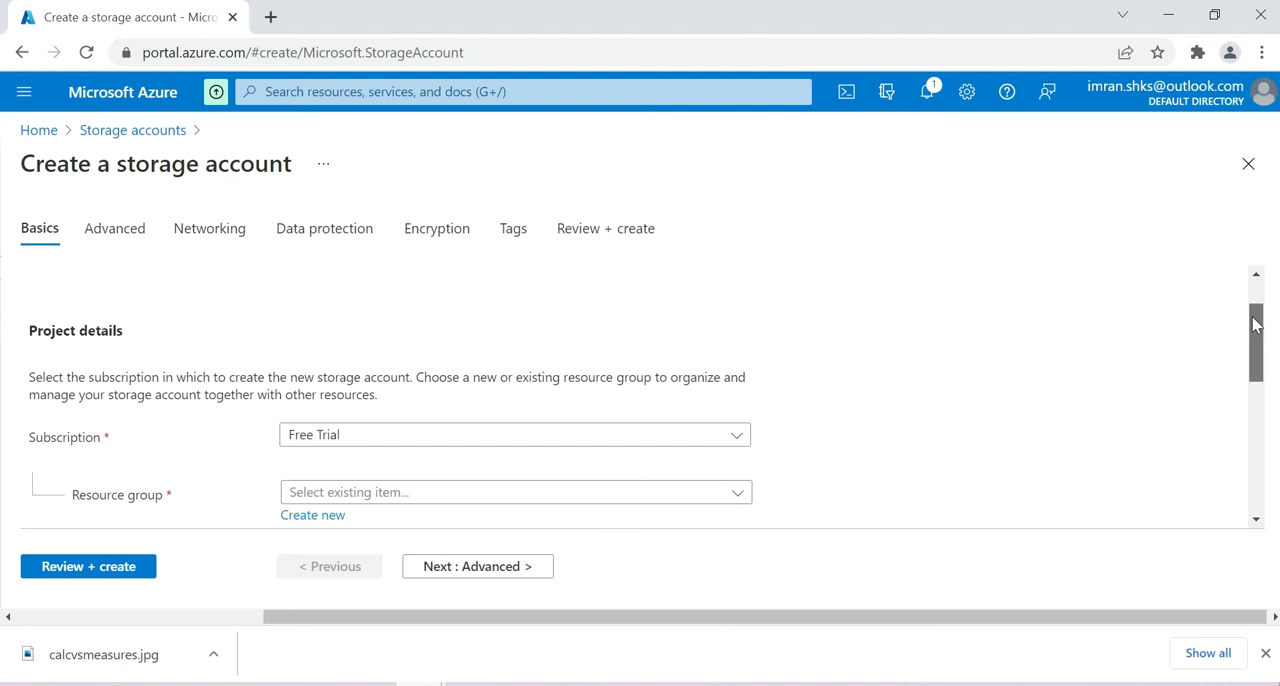 Create a storage account - Micro
portal.azure.com/#create/Microsoft.StorageAccount
Microsoft Azure
Search resources, services, and docs (G+/)
1
imran.shks@outlook.com
DEFAULT DIRECTORY
Home > Storage accounts >
Create a storage account ...
Basics
Advanced
Networking
Data protection
Encryption
Tags
Review + create
Project details
Select the subscription in which to create the new storage account. Choose a new or existing resource group to organize and
manage your storage account together with other resources.
Subscription *
Free Trial
Resource group *
Select existing item...
Create new
Review + create
< Previous
Next : Advanced >
calcvsmeasures.jpg
Show all